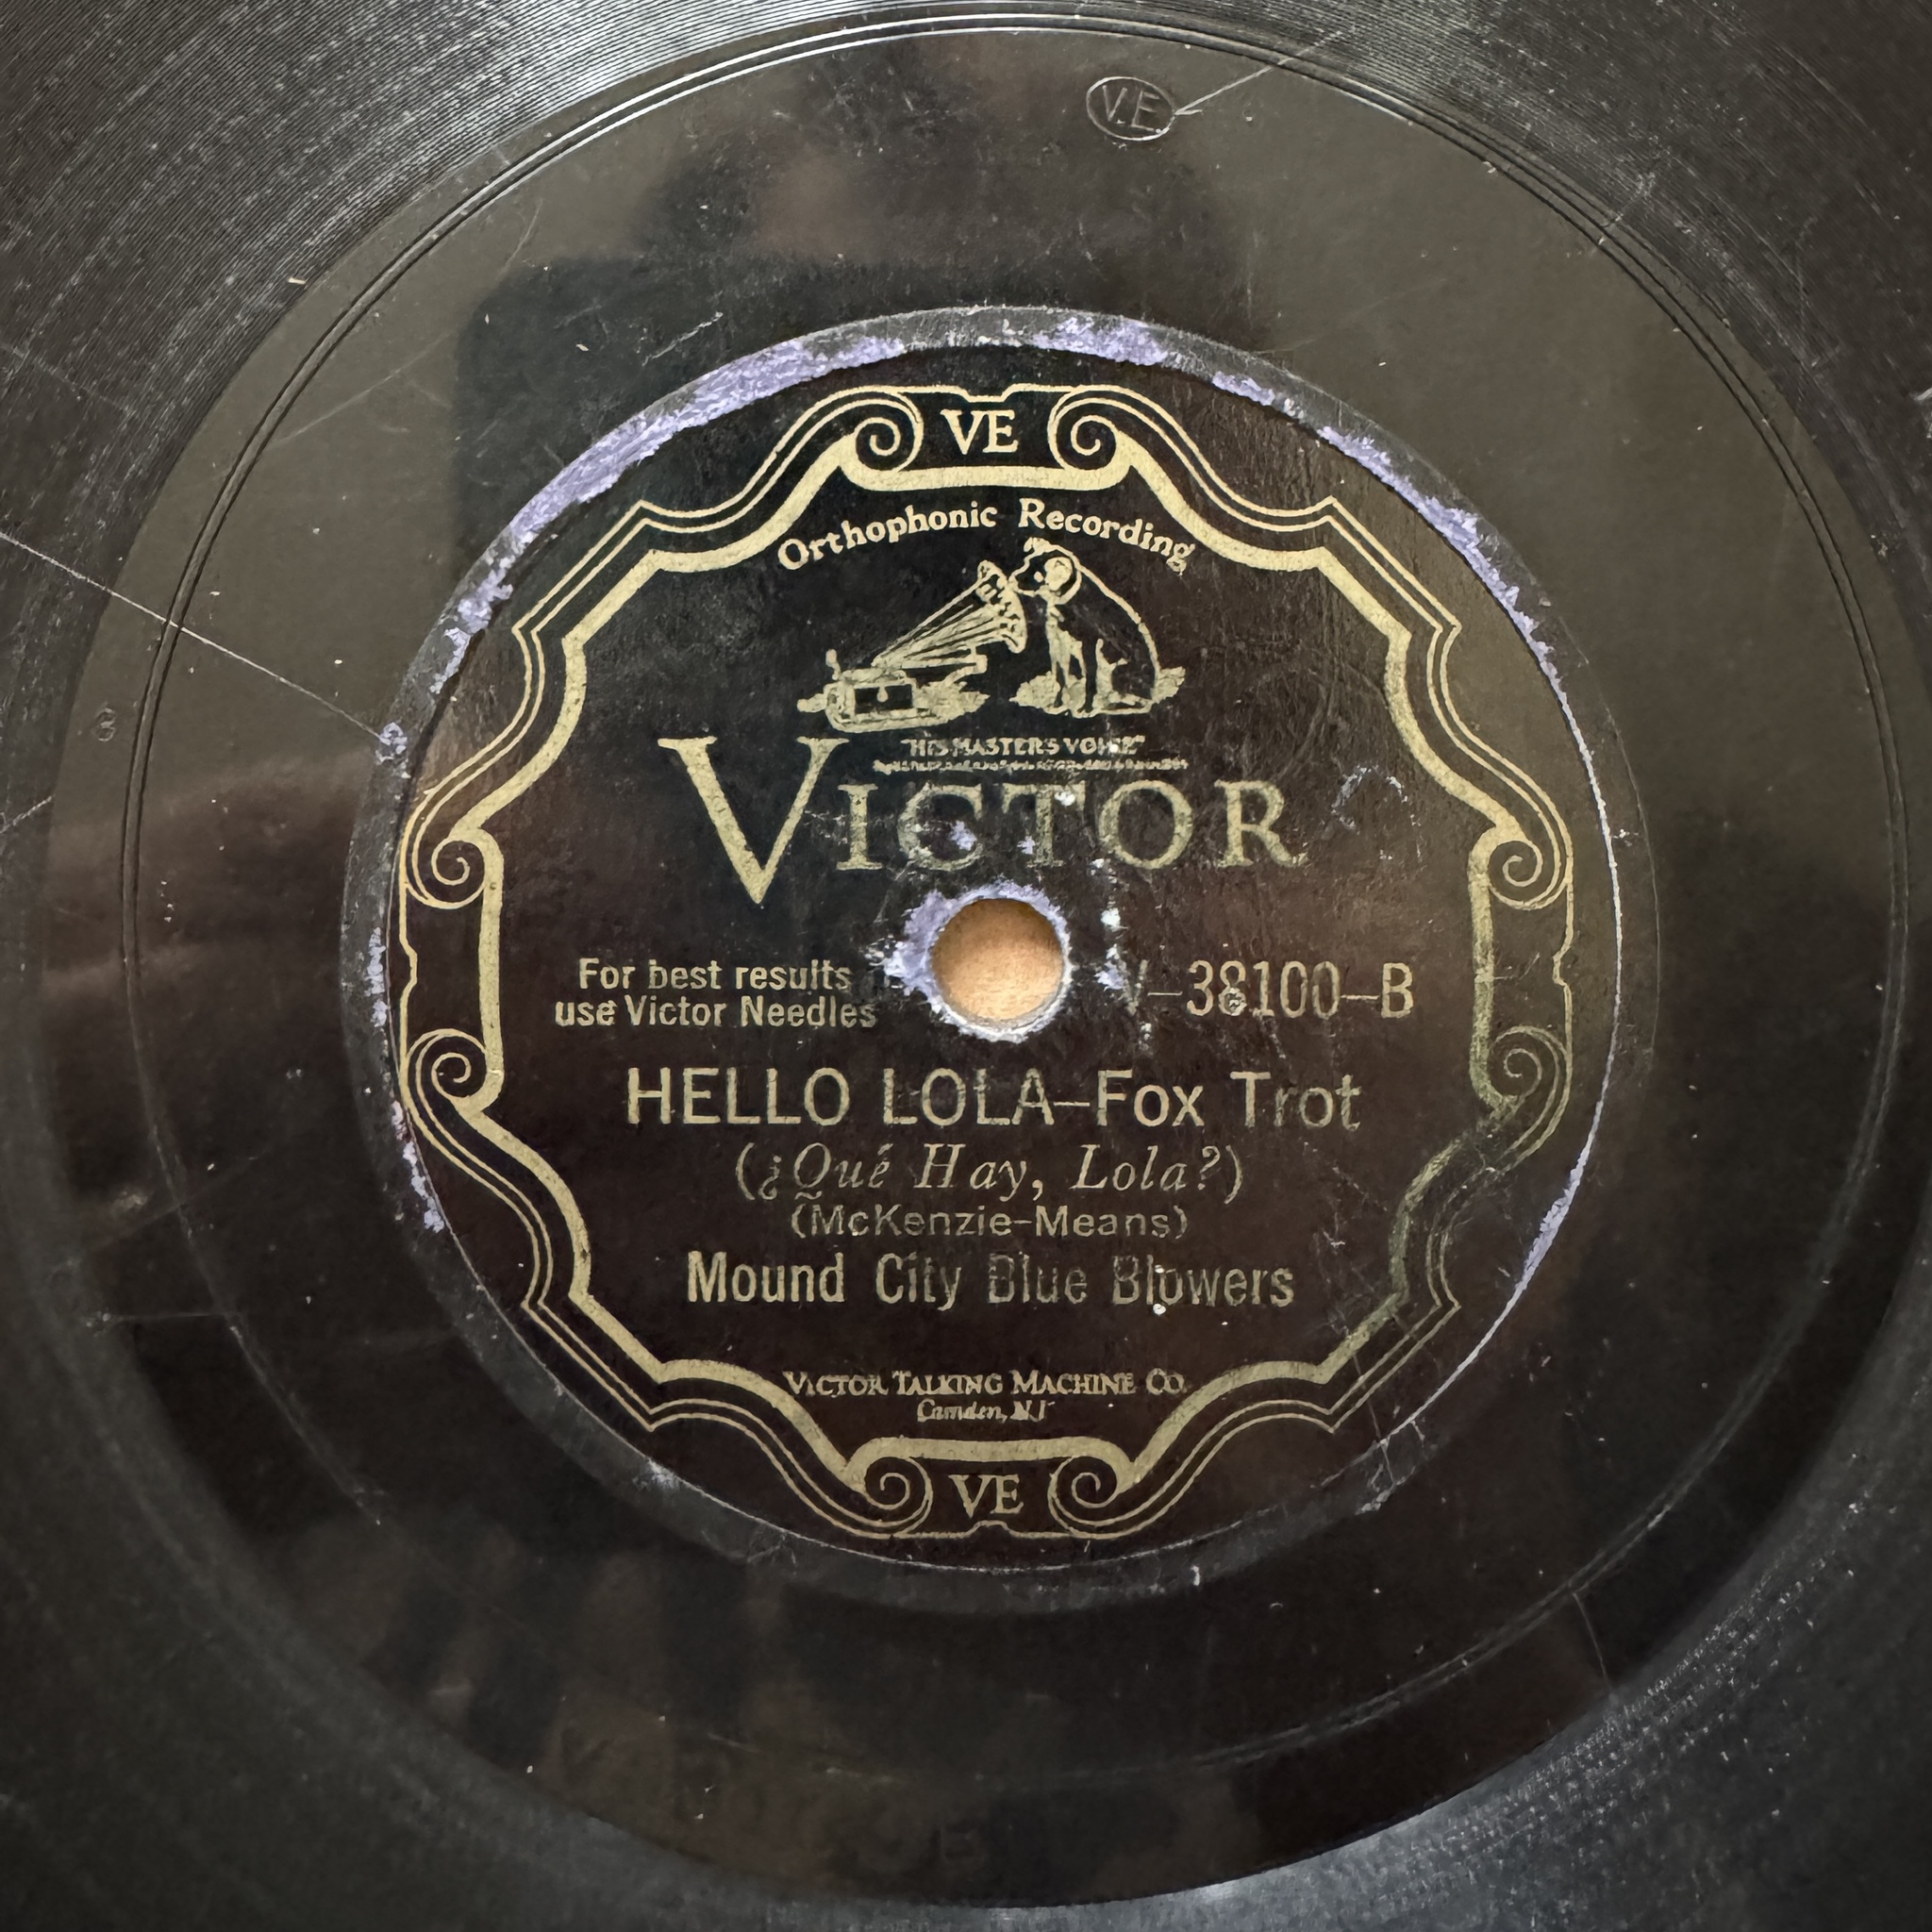 V.E.
VE
Orthophonic Recording
"HIS MASTER'S VOICE"
VICTOR
For best results
use Victor Needles
V-38100-B
HELLO LOLA-Fox Trot
(¿Qué Hay, Lola?)
(McKenzie-Means)
Mound City Blue Blowers
VICTOR TALKING MACHINE CO.
Camden, N.J.
VE